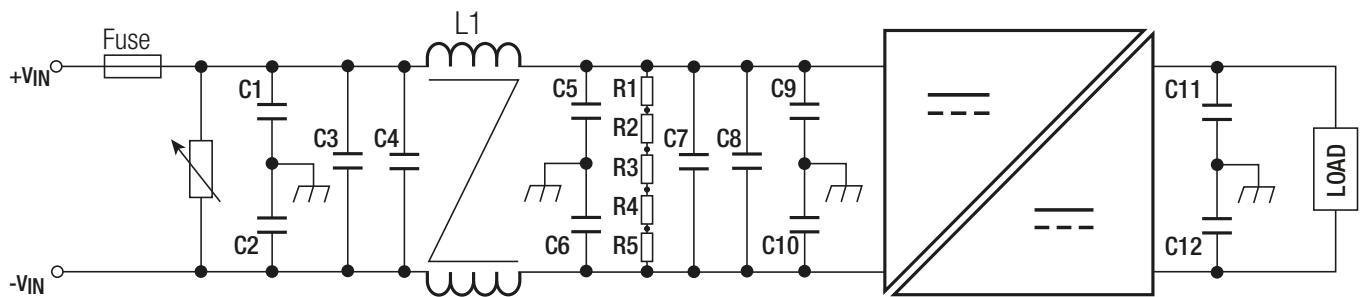 L1
Fuse
+VIN
C1
C3
C4
C5
R1
R2
R3
R4
R5
C7
C8
C9
C11
LOAD
C2
C6
C10
C12
-VIN